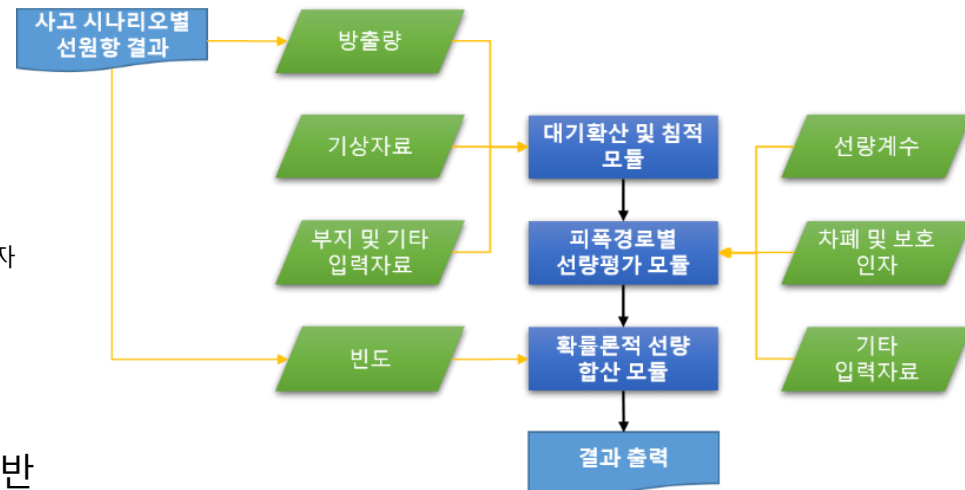 사고 시나리오별
선원항 결과
방출량
기상자료
대기확산 및 침적
모듈
선량계수
자
부지 및 기타
입력자료
피폭경로별
선량평가 모듈
차폐 및 보호
인자
빈도
확률론적 선량
합산 모듈
기타
입력자료
결과 출력
반